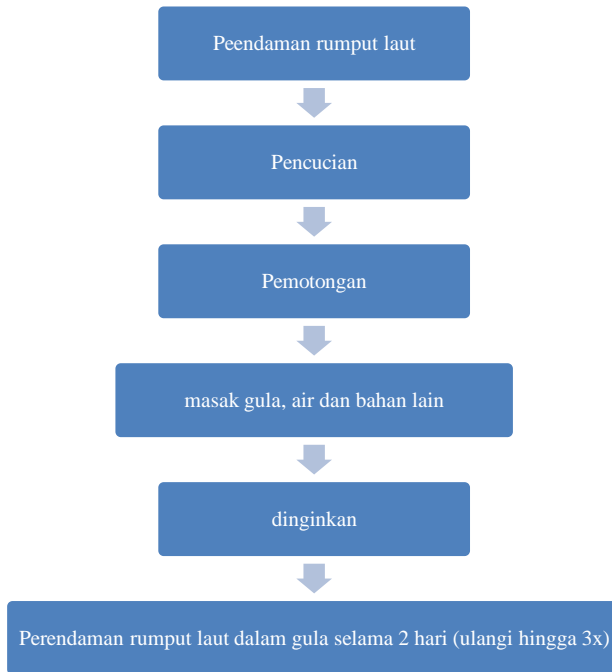 Peendaman rumput laut
Pencucian
Pemotongan
masak gula, air dan bahan lain
dinginkan
Perendaman rumput laut dalam gula selama 2 hari (ulangi hingga 3x)